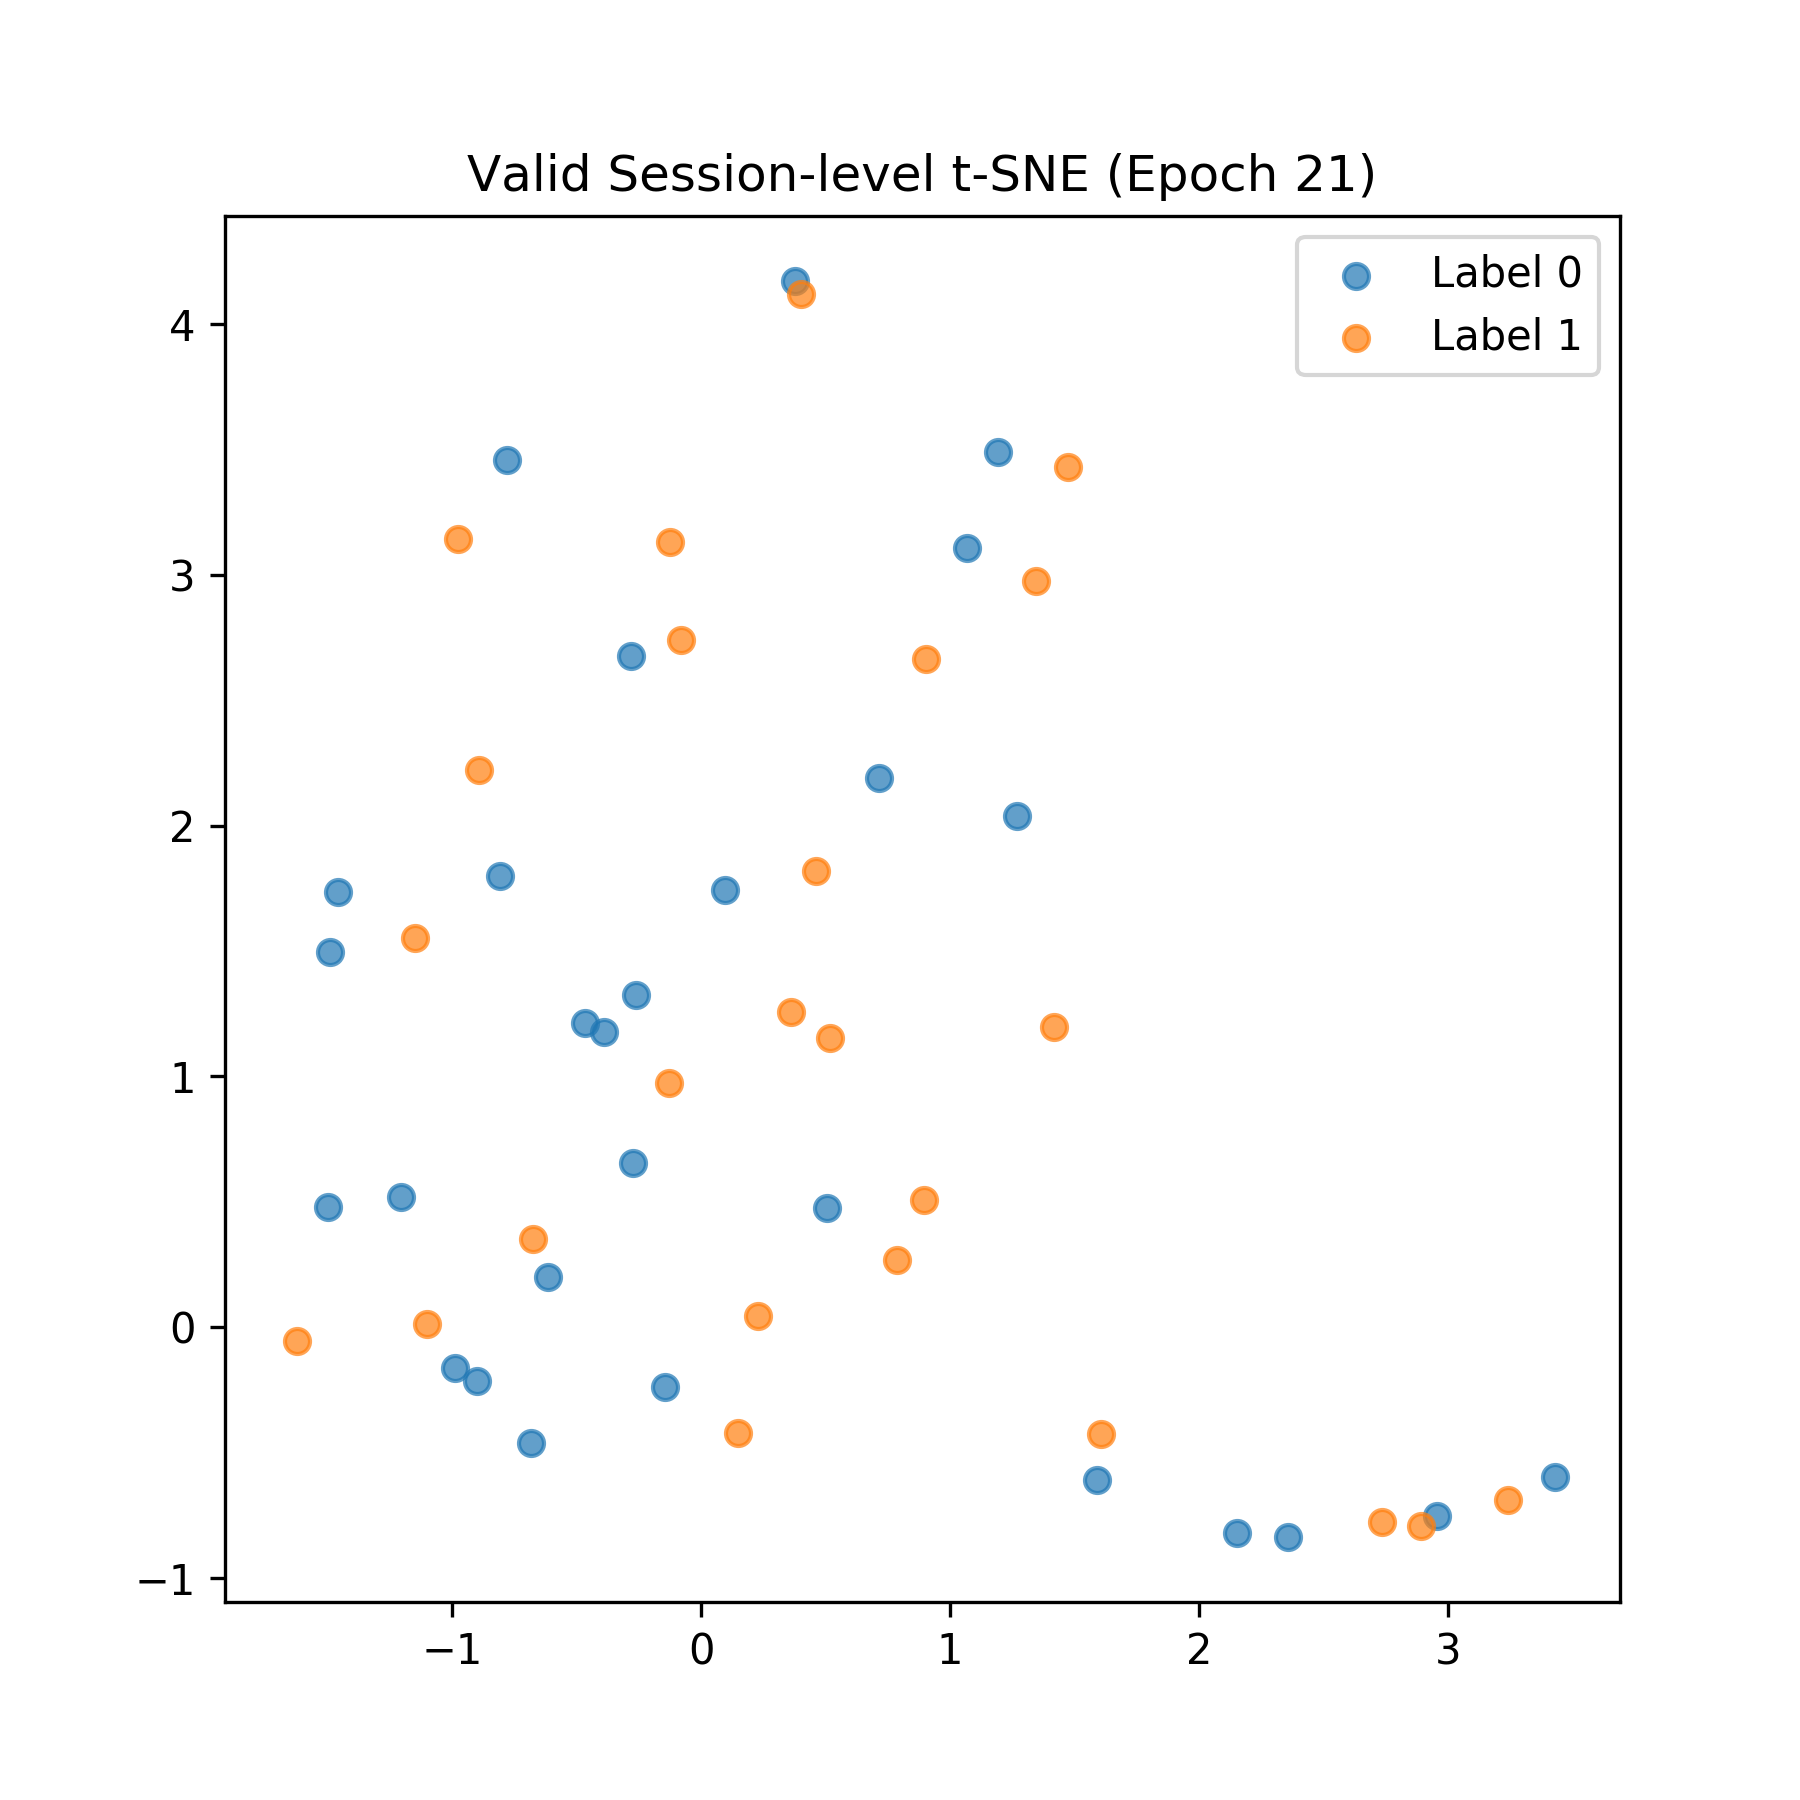 Valid Session-level t-SNE (Epoch 21)
Label 0
Label 1
4
3
2
1
0
−1
−1 0 1 2 3